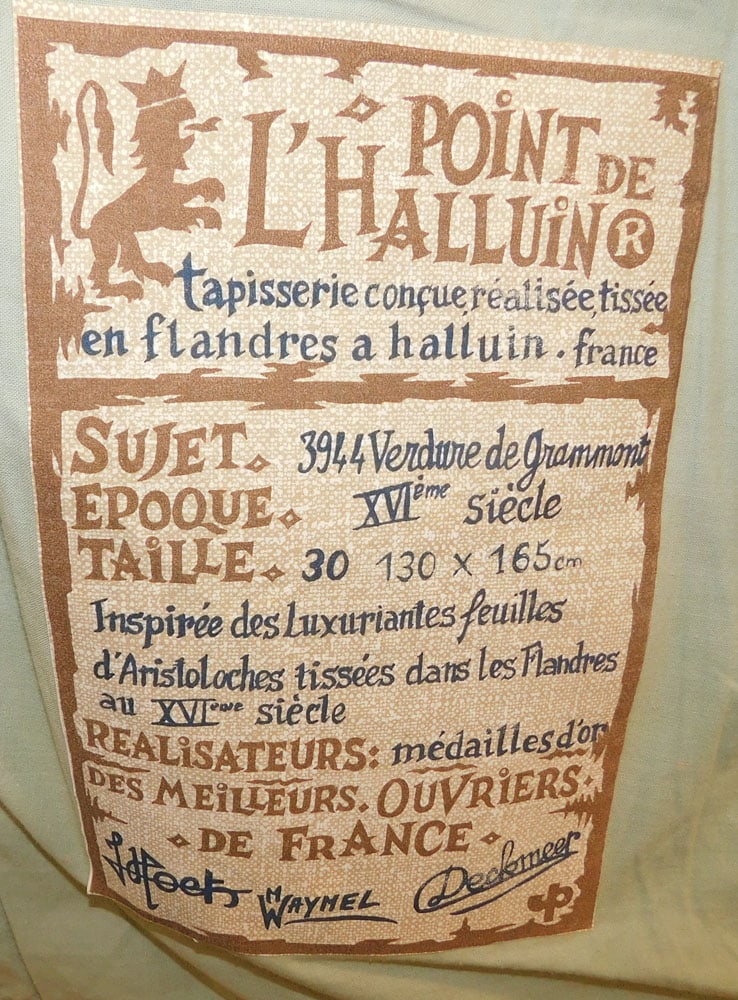 POINT DE
L'HALLUIN®
tapisserie conçue, réalisée, tissée
en flandres a halluin . france
SUJET. 3944 Verdure de Grammont
EPOQUE. XVIème siècle
TAILLE. 30 130 x 165cm
Inspirée des Luxuriantes feuilles
d'Aristoloches tissées dans les Flandres
au XVIème siècle
REALISATEURS: médailles d'or
DES MEILLEURS. OUVRIERS.
DE FRANCE
M WAYMEL Deckmeer